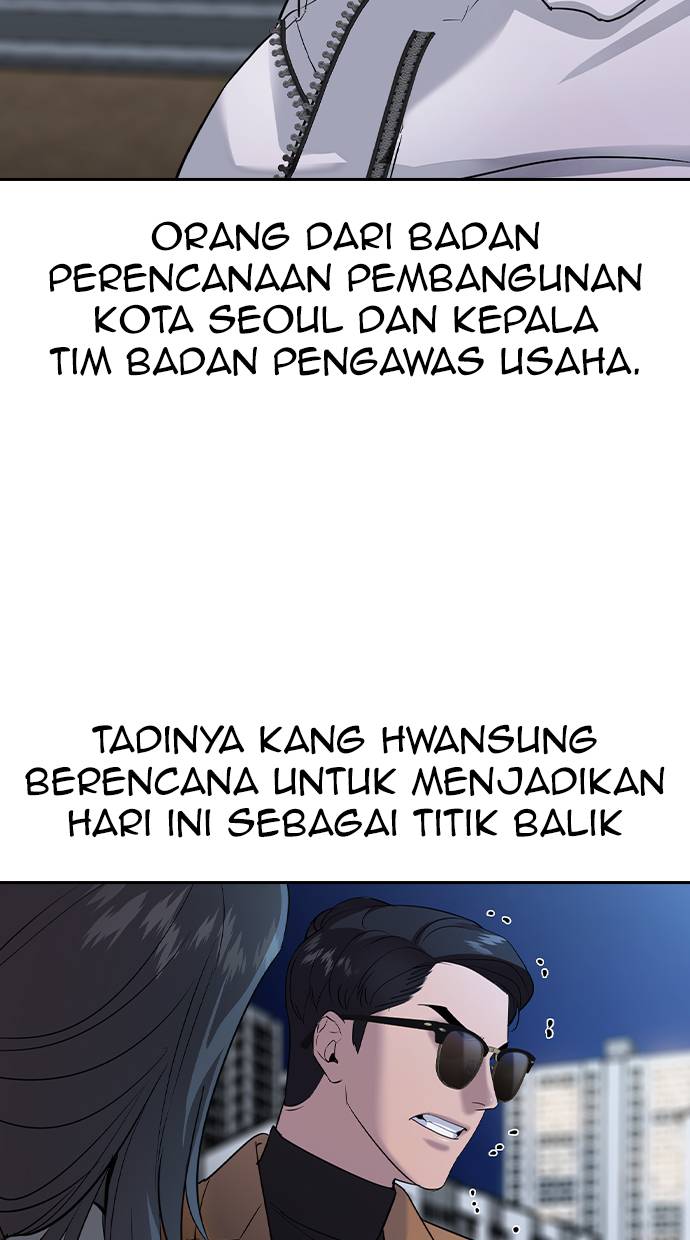 ORANG DARI BADAN
PERENCANAAN PEMBANGUNAN
KOTA SEOUL DAN KEPALA
TIM BADAN PENGAWAS USAHA.
TADINYA KANG HWANSUNG
BERENCANA UNTUK MENJADIKAN
HARI INI SEBAGAI TITIK BALIK